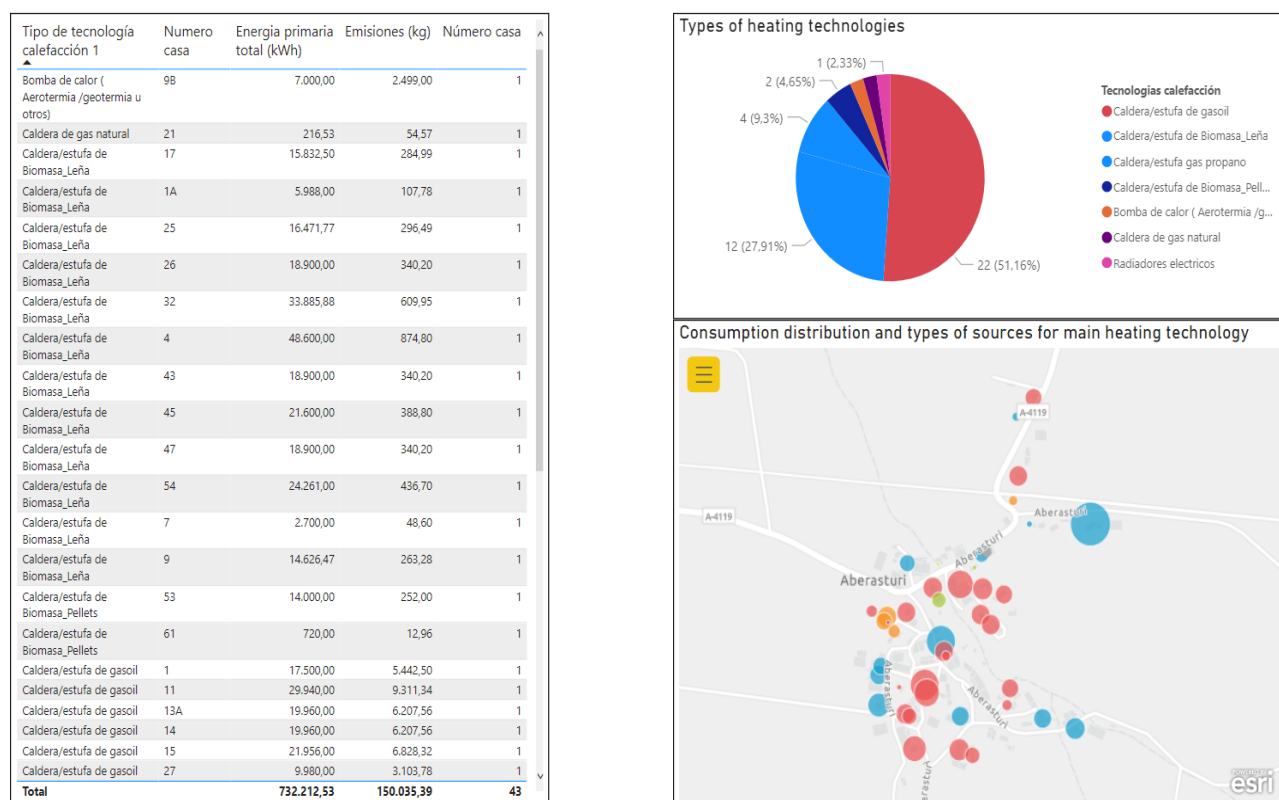 Tipo de tecnología Numero Energia primaria Emisiones (kg) Número casa
calefacción 1 casa total (kWh)
Bomba de calor ( 9B 7.000,00 2.499,00 1
Aerotermia /geotermia u
otros)
Caldera de gas natural 21 216,53 54,57 1
Caldera/estufa de 17 15.832,50 284,99 1
Biomasa_Leña
Caldera/estufa de 1A 5.988,00 107,78 1
Biomasa_Leña
Caldera/estufa de 25 16.471,77 296,49 1
Biomasa_Leña
Caldera/estufa de 26 18.900,00 340,20 1
Biomasa_Leña
Caldera/estufa de 32 33.885,88 609,95 1
Biomasa_Leña
Caldera/estufa de 4 48.600,00 874,80 1
Biomasa_Leña
Caldera/estufa de 43 18.900,00 340,20 1
Biomasa_Leña
Caldera/estufa de 45 21.600,00 388,80 1
Biomasa_Leña
Caldera/estufa de 47 18.900,00 340,20 1
Biomasa_Leña
Caldera/estufa de 54 24.261,00 436,70 1
Biomasa_Leña
Caldera/estufa de 7 2.700,00 48,60 1
Biomasa_Leña
Caldera/estufa de 9 14.626,47 263,28 1
Biomasa_Leña
Caldera/estufa de 53 14.000,00 252,00 1
Biomasa_Pellets
Caldera/estufa de 61 720,00 12,96 1
Biomasa_Pellets
Caldera/estufa de gasoil 1 17.500,00 5.442,50 1
Caldera/estufa de gasoil 11 29.940,00 9.311,34 1
Caldera/estufa de gasoil 13A 19.960,00 6.207,56 1
Caldera/estufa de gasoil 14 19.960,00 6.207,56 1
Caldera/estufa de gasoil 15 21.956,00 6.828,32 1
Caldera/estufa de gasoil 27 9.980,00 3.103,78 1
Total 732.212,53 150.035,39 43
Types of heating technologies
1 (2,33%)
2 (4,65%)
4 (9,3%)
12 (27,91%)
22 (51,16%)
Tecnologias calefacción
Caldera/estufa de gasoil
Caldera/estufa de Biomasa_Leña
Caldera/estufa gas propano
Caldera/estufa de Biomasa_Pell...
Bomba de calor ( Aerotermia /g...
Caldera de gas natural
Radiadores electricos
Consumption distribution and types of sources for main heating technology
A-4119
A-4119
Aberasturi
Aberasturi
Aberasturi
Aberasturi
Aberasturi
esri